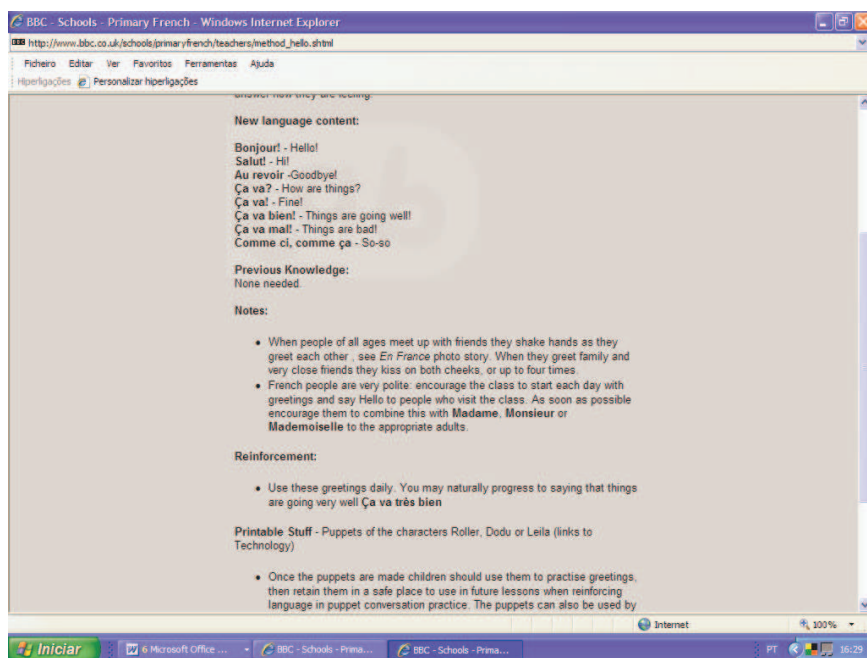 BBC - Schools - Primary French - Windows Internet Explorer
http://www.bbc.co.uk/schools/primaryfrench/teachers/method_hello.shtml
Ficheiro Editar Ver Favoritos Ferramentas Ajuda
Hiperligações Personalizar hiperligações
answer how they are feeling.
New language content:
Bonjour! - Hello!
Salut! - Hi!
Au revoir -Goodbye!
Ça va? - How are things?
Ça va! - Fine!
Ça va bien! - Things are going well!
Ça va mal! - Things are bad!
Comme ci, comme ça - So-so
Previous Knowledge:
None needed.
Notes:
• When people of all ages meet up with friends they shake hands as they
greet each other , see En France photo story. When they greet family and
very close friends they kiss on both cheeks, or up to four times.
• French people are very polite: encourage the class to start each day with
greetings and say Hello to people who visit the class. As soon as possible
encourage them to combine this with Madame, Monsieur or
Mademoiselle to the appropriate adults.
Reinforcement:
• Use these greetings daily. You may naturally progress to saying that things
are going very well Ça va très bien
Printable Stuff - Puppets of the characters Roller, Dodu or Leila (links to
Technology)
• Once the puppets are made children should use them to practise greetings,
then retain them in a safe place to use in future lessons when reinforcing
language in puppet conversation practice. The puppets can also be used by
Internet 100%
Iniciar 6 Microsoft Office ... BBC - Schools - Prima... BBC - Schools - Prima... PT 16:29